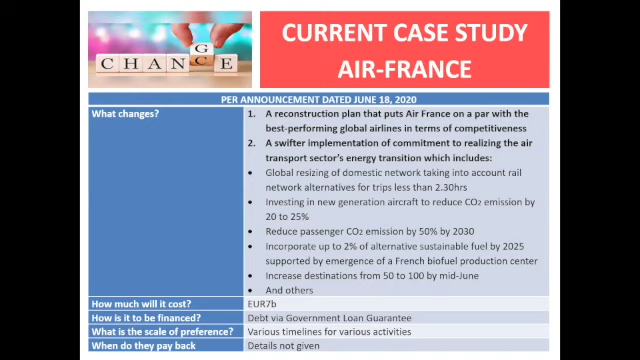 CHANGCE
CURRENT CASE STUDY
AIR-FRANCE
PER ANNOUNCEMENT DATED JUNE 18, 2020
What changes?
1. A reconstruction plan that puts Air France on a par with the
best-performing global airlines in terms of competitiveness
2. A swifter implementation of commitment to realizing the air
transport sector's energy transition which includes:
• Global resizing of domestic network taking into account rail
network alternatives for trips less than 2.30hrs
• Investing in new generation aircraft to reduce CO2 emission by
20 to 25%
• Reduce passenger CO2 emission by 50% by 2030
• Incorporate up to 2% of alternative sustainable fuel by 2025
supported by emergence of a French biofuel production center
• Increase destinations from 50 to 100 by mid-June
• And others
How much will it cost? EUR7b
How is it to be financed? Debt via Government Loan Guarantee
What is the scale of preference? Various timelines for various activities
When do they pay back Details not given